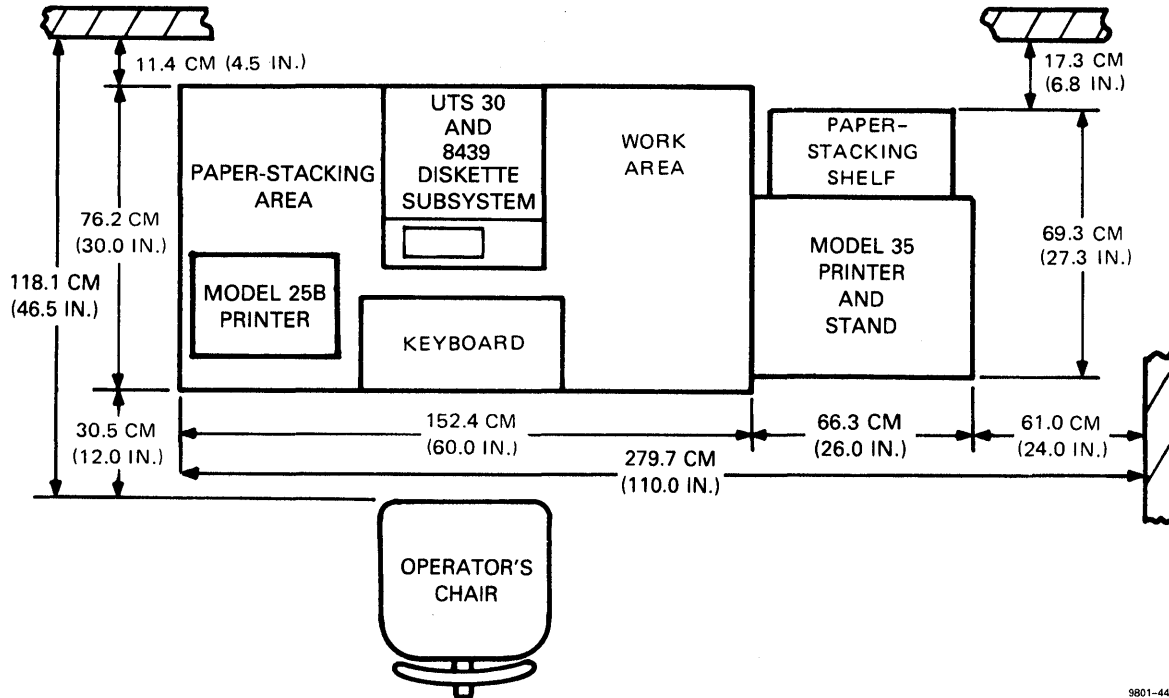 11.4 CM (4.5 IN.)
17.3 CM
(6.8 IN.)
UTS 30
AND
8439
DISKETTE
SUBSYSTEM
WORK
AREA
PAPER-
STACKING
SHELF
PAPER-STACKING
AREA
76.2 CM
(30.0 IN.)
69.3 CM
(27.3 IN.)
118.1 CM
(46.5 IN.)
MODEL 25B
PRINTER
KEYBOARD
MODEL 35
PRINTER
AND
STAND
30.5 CM
(12.0 IN.)
152.4 CM
(60.0 IN.)
66.3 CM
(26.0 IN.)
61.0 CM
(24.0 IN.)
279.7 CM
(110.0 IN.)
OPERATOR'S
CHAIR
9801-44